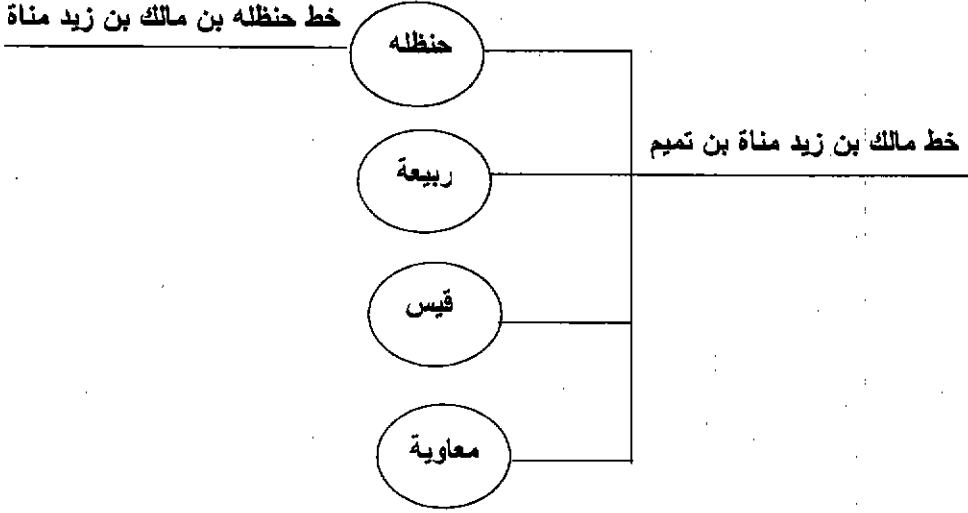 خط حنظله بن مالك بن زيد مناة
حنظله
خط مالك بن زيد مناة بن تميم
ربيعة
قيس
معاوية